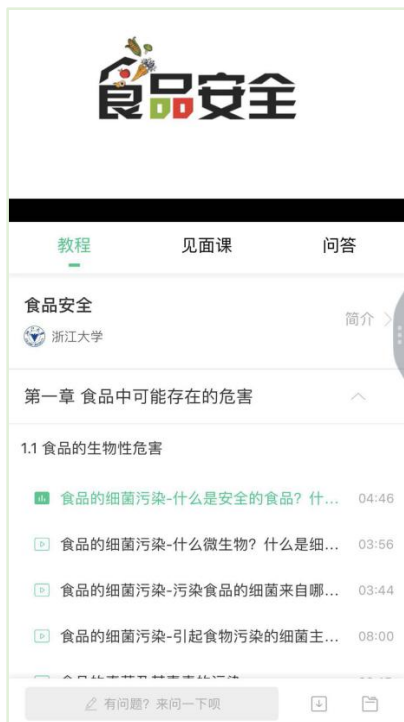 食品安全
教程 见面课 问答
食品安全
简介
浙江大学
第一章 食品中可能存在的危害
1.1 食品的生物性危害
食品的细菌污染-什么是安全的食品？什... 04:46
食品的细菌污染-什么微生物？什么是细... 03:56
食品的细菌污染-污染食品的细菌来自哪... 03:44
食品的细菌污染-引起食物污染的细菌主... 08:00
有问题？来问一下呗